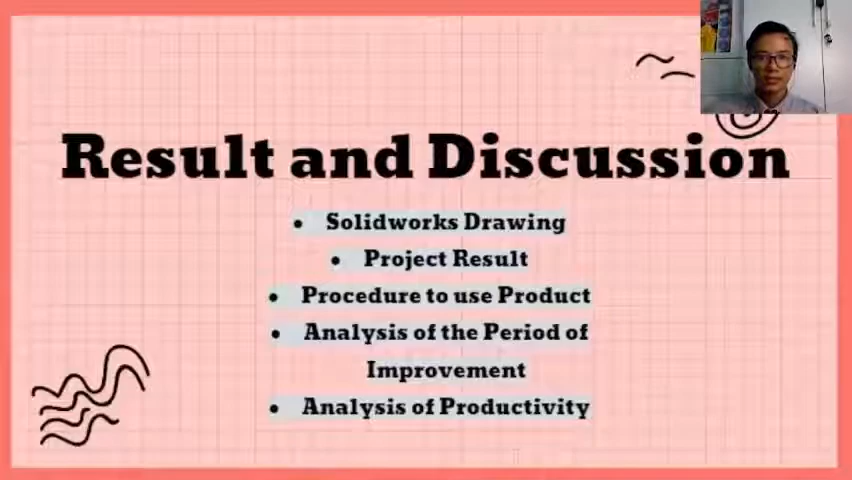 Result and Discussion
• Solidworks Drawing
• Project Result
• Procedure to use Product
• Analysis of the Period of
Improvement
• Analysis of Productivity